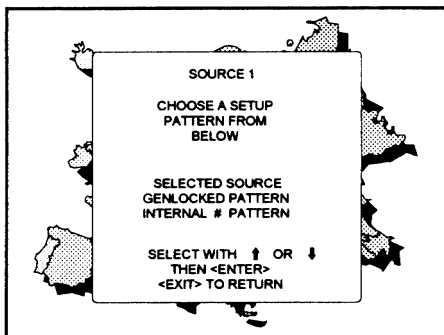 SOURCE 1
CHOOSE A SETUP
PATTERN FROM
BELOW
SELECTED SOURCE
GENLOCKED PATTERN
INTERNAL # PATTERN
SELECT WITH ⬆ OR ⬇
THEN <ENTER>
<EXIT> TO RETURN